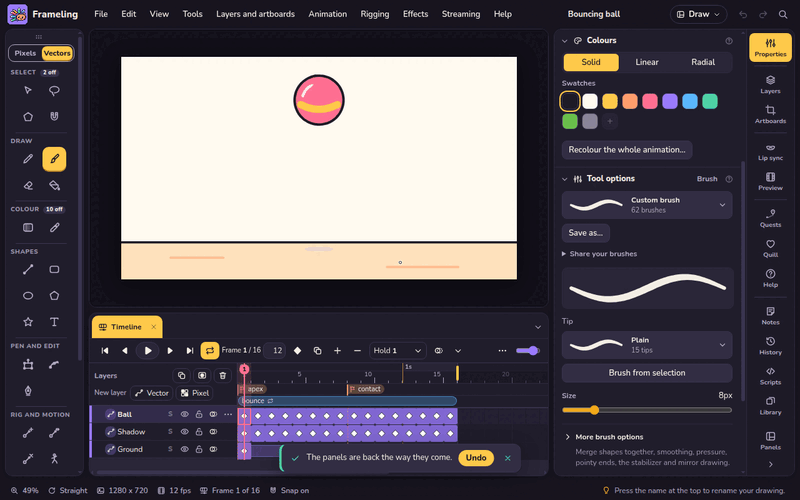 Frameling
File Edit View Tools Layers and artboards Animation Rigging Effects Streaming Help
Bouncing ball
Draw
Pixels Vectors
SELECT 2 off
DRAW
COLOUR 10 off
SHAPES
T
PEN AND EDIT
RIG AND MOTION
Colours
Solid Linear Radial
Swatches
+
Recolour the whole animation...
Tool options Brush
Custom brush
62 brushes
Save as...
Share your brushes
Tip
Plain
15 tips
Brush from selection
Size 8px
More brush options
Merge shapes together, smoothing, pressure, pointy ends, the stabilizer and mirror drawing.
Properties
Layers
Artboards
Lip sync
Preview
Quests
Quill
Help
Notes
History
Scripts
Library
Panels
Timeline
Frame 1 / 16 12 Hold 1
Layers
New layer Vector Pixel
1 5 10 1s 15 20
apex contact
bounce
Ball S
Shadow S
Ground S
The panels are back the way they come. Undo
49% Straight 1280 x 720 12 fps Frame 1 of 16 Snap on
Press the name at the top to rename your drawing.